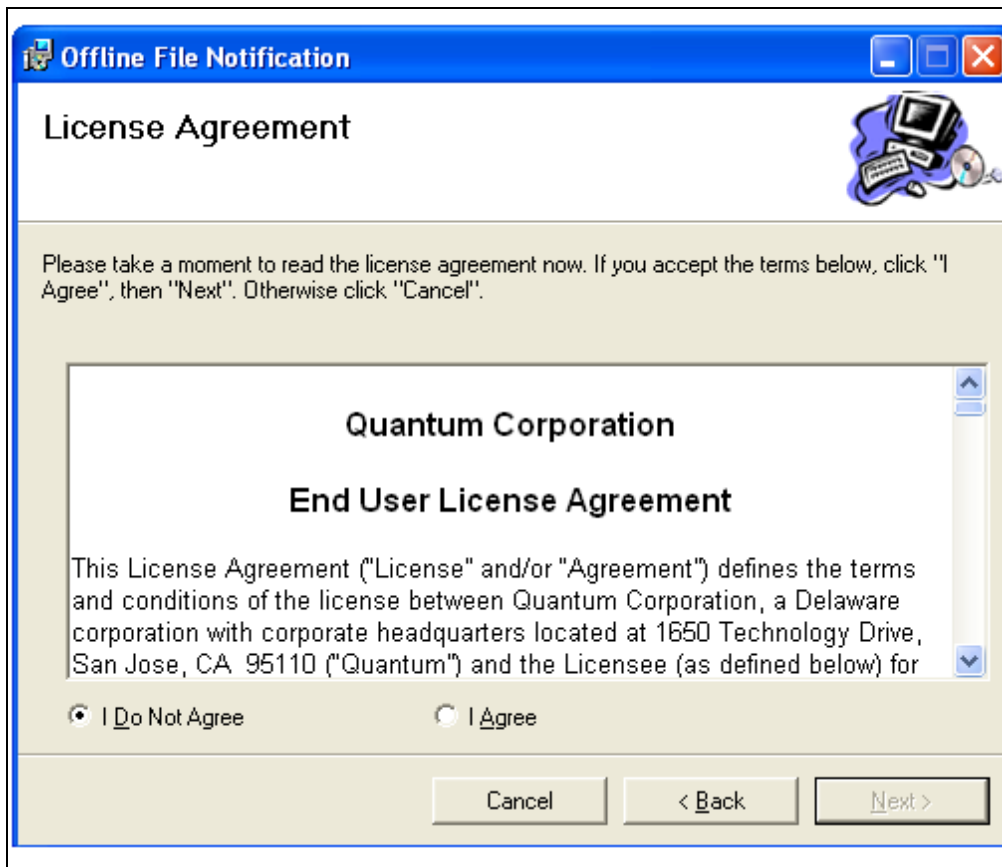 Offline File Notification
License Agreement
Please take a moment to read the license agreement now. If you accept the terms below, click "I
Agree", then "Next". Otherwise click "Cancel".
Quantum Corporation
End User License Agreement
This License Agreement ("License" and/or "Agreement") defines the terms
and conditions of the license between Quantum Corporation, a Delaware
corporation with corporate headquarters located at 1650 Technology Drive,
San Jose, CA  95110 ("Quantum") and the Licensee (as defined below) for
I Do Not Agree I Agree
Cancel < Back Next >